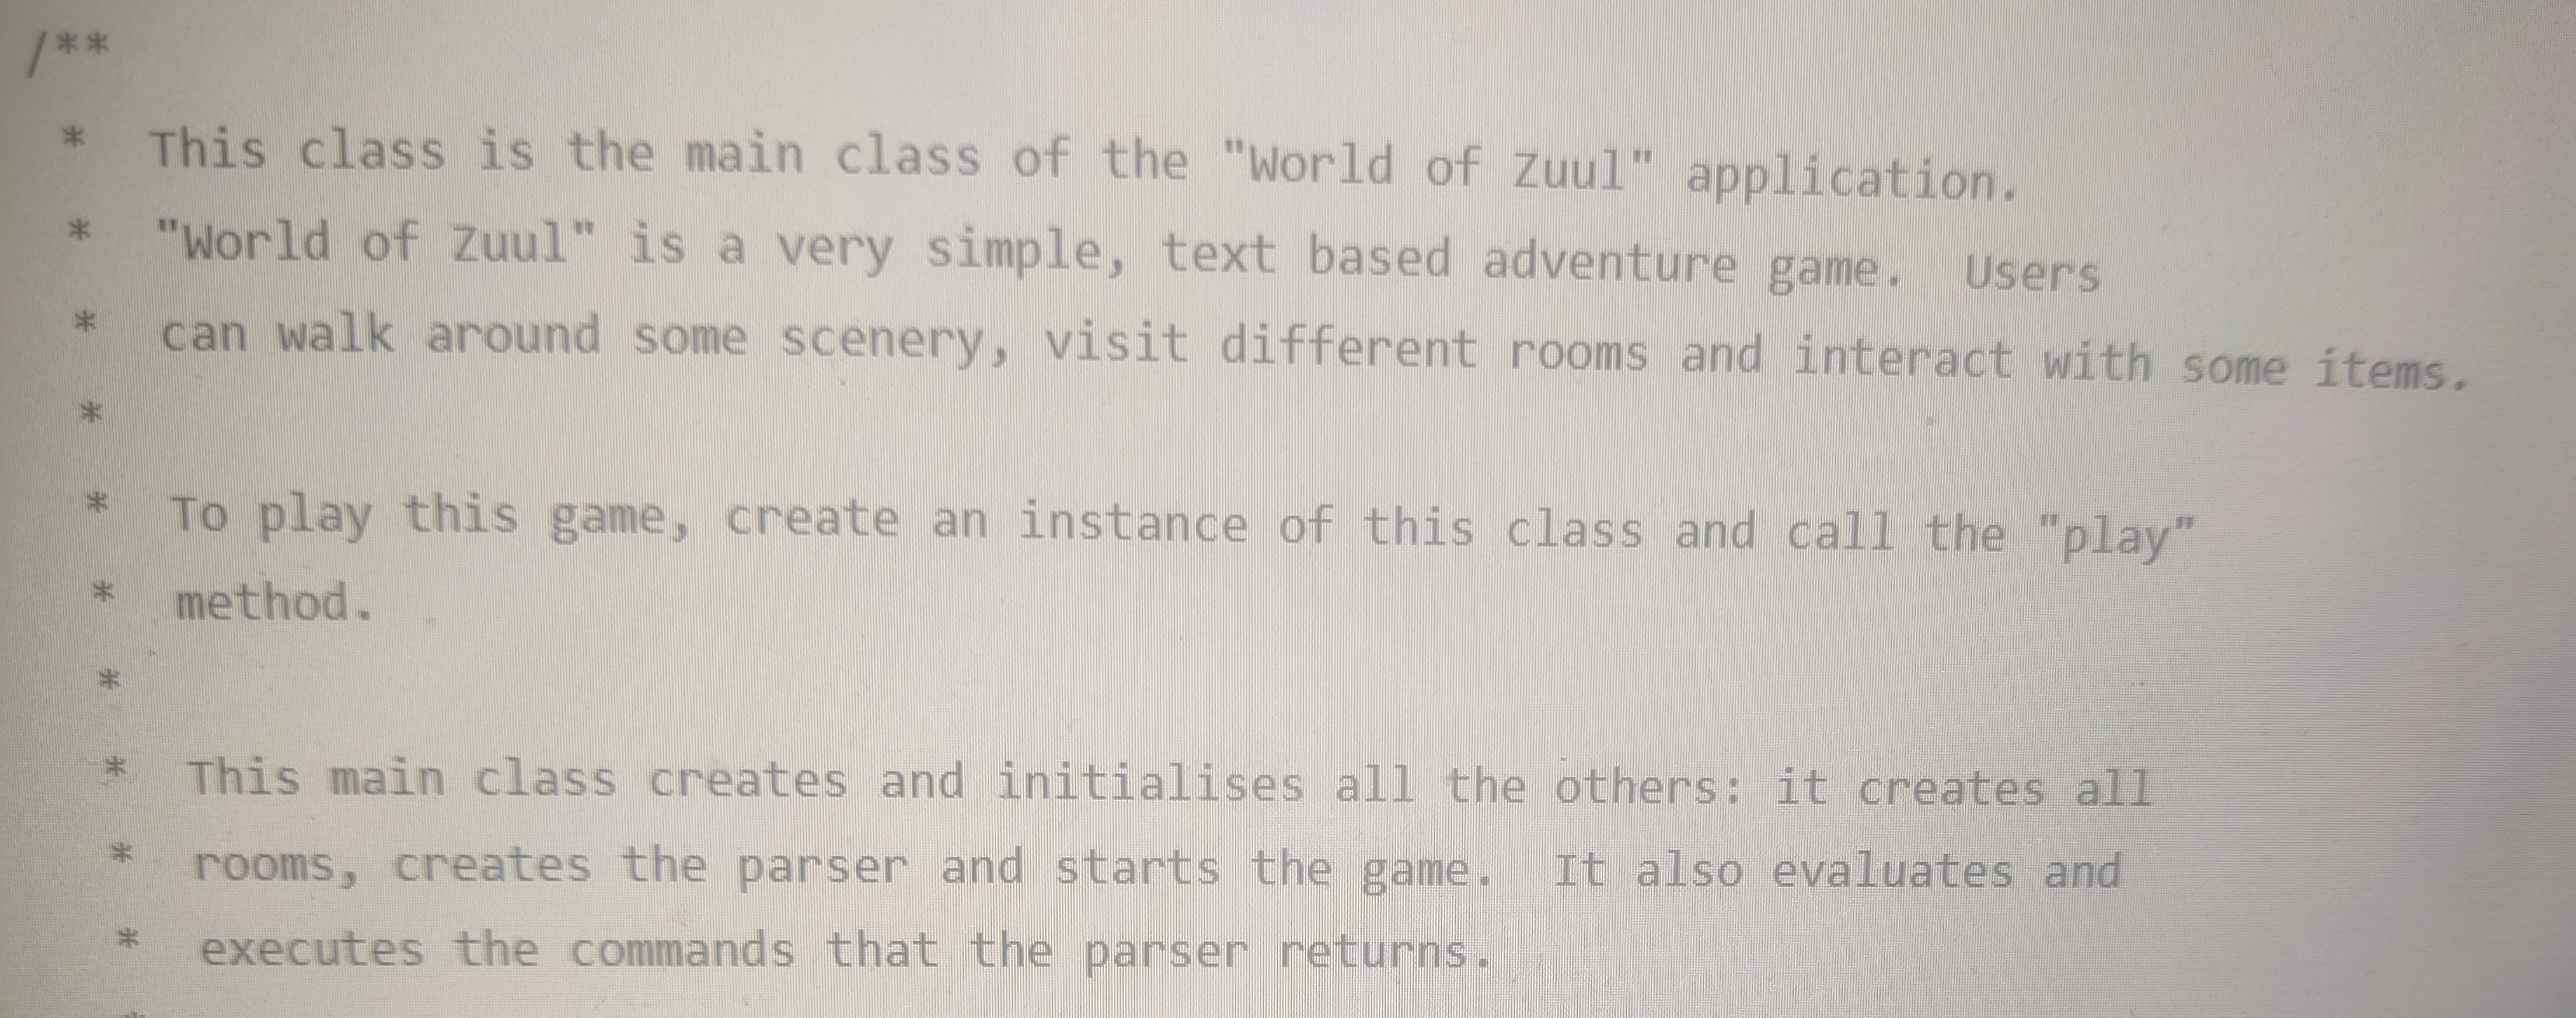 /**
 *  This class is the main class of the "World of Zuul" application.
 *  "World of Zuul" is a very simple, text based adventure game.  Users
 *  can walk around some scenery, visit different rooms and interact with some items.
 *
 *  To play this game, create an instance of this class and call the "play"
 *  method.
 *
 *  This main class creates and initialises all the others: it creates all
 *  rooms, creates the parser and starts the game.  It also evaluates and
 *  executes the commands that the parser returns.
 *